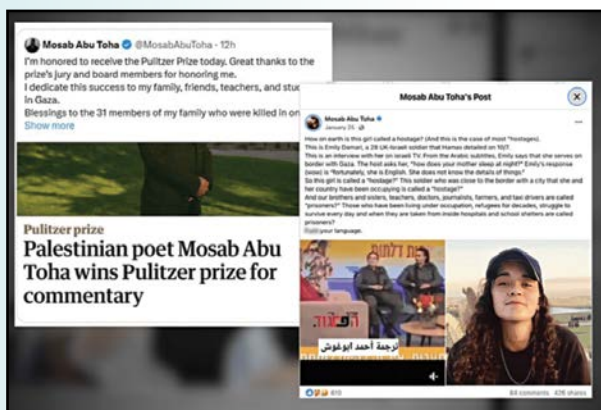 Mosab Abu Toha @MosabAbuToha · 12h
I'm honored to receive the Pulitzer Prize today. Great thanks to the
prize's jury and board members for honoring me.
I dedicate this success to my family, friends, teachers, and stu
in Gaza.
Blessings to the 31 members of my family who were killed in on
Show more
Pulitzer prize
Palestinian poet Mosab Abu
Toha wins Pulitzer prize for
commentary
Mosab Abu Toha's Post
Mosab Abu Toha
January 25
How on earth is this girl called a hostage? (And this is the case of most "hostages).
This is Emily Damari, a 28 UK-Israeli soldier that Hamas detailed on 10/7.
This is an interview with her on Israeli TV. From the Arabic subtitles, Emily says that she serves on
border with Gaza. The host asks her, "how does your mother sleep at night?" Emily's response
(wow) is "fortunately, she is English. She does not know the details of things."
So this girl is called a "hostage?" This soldier who was close to the border with a city that she and
her country have been occupying is called a "hostage?"
And our brothers and sisters, teachers, doctors, journalists, farmers, and taxi drivers are called
"prisoners?" Those who have been living under occupation, refugees for decades, struggle to
survive every day and when they are taken from inside hospitals and school shelters are called
prisoners?
your language.
דלתות
ترجمة أحمد ابوغوش
610
84 comments 426 shares